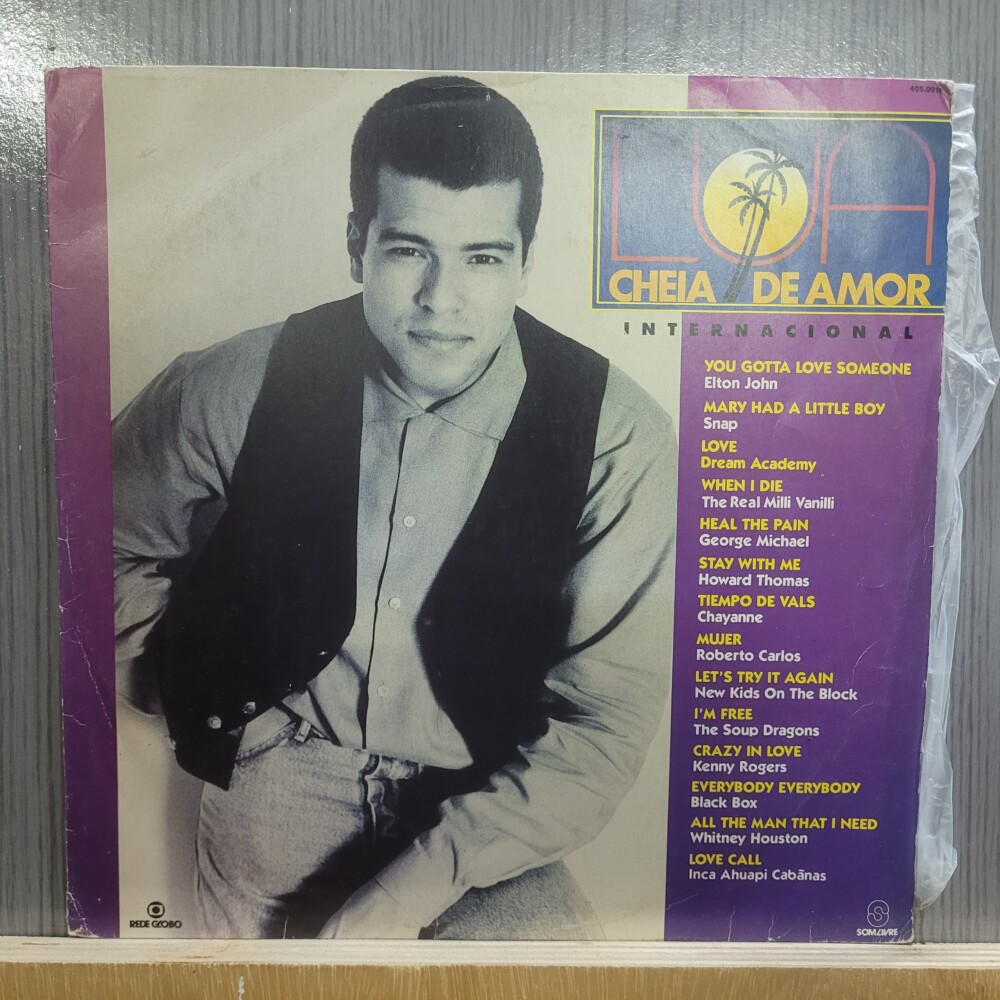 405.001
LUA
CHEIA DE AMOR
INTERNACIONAL
YOU GOTTA LOVE SOMEONE
Elton John
MARY HAD A LITTLE BOY
Snap
LOVE
Dream Academy
WHEN I DIE
The Real Milli Vanilli
HEAL THE PAIN
George Michael
STAY WITH ME
Howard Thomas
TIEMPO DE VALS
Chayanne
MUJER
Roberto Carlos
LET'S TRY IT AGAIN
New Kids On The Block
I'M FREE
The Soup Dragons
CRAZY IN LOVE
Kenny Rogers
EVERYBODY EVERYBODY
Black Box
ALL THE MAN THAT I NEED
Whitney Houston
LOVE CALL
Inca Ahuapi Cabãnas
REDE GLOBO
SOM LIVRE